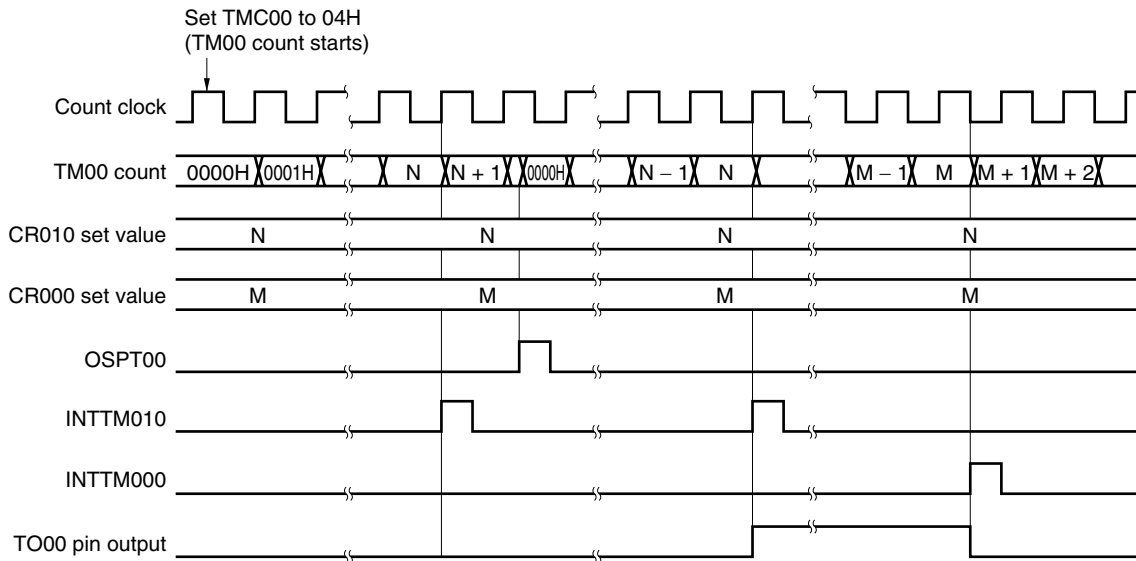 Set TMC00 to 04H
(TM00 count starts)
Count clock
TM00 count 0000H 0001H N N + 1 0000H N − 1 N M − 1 M M + 1 M + 2
CR010 set value N N N N
CR000 set value M M M M
OSPT00
INTTM010
INTTM000
TO00 pin output